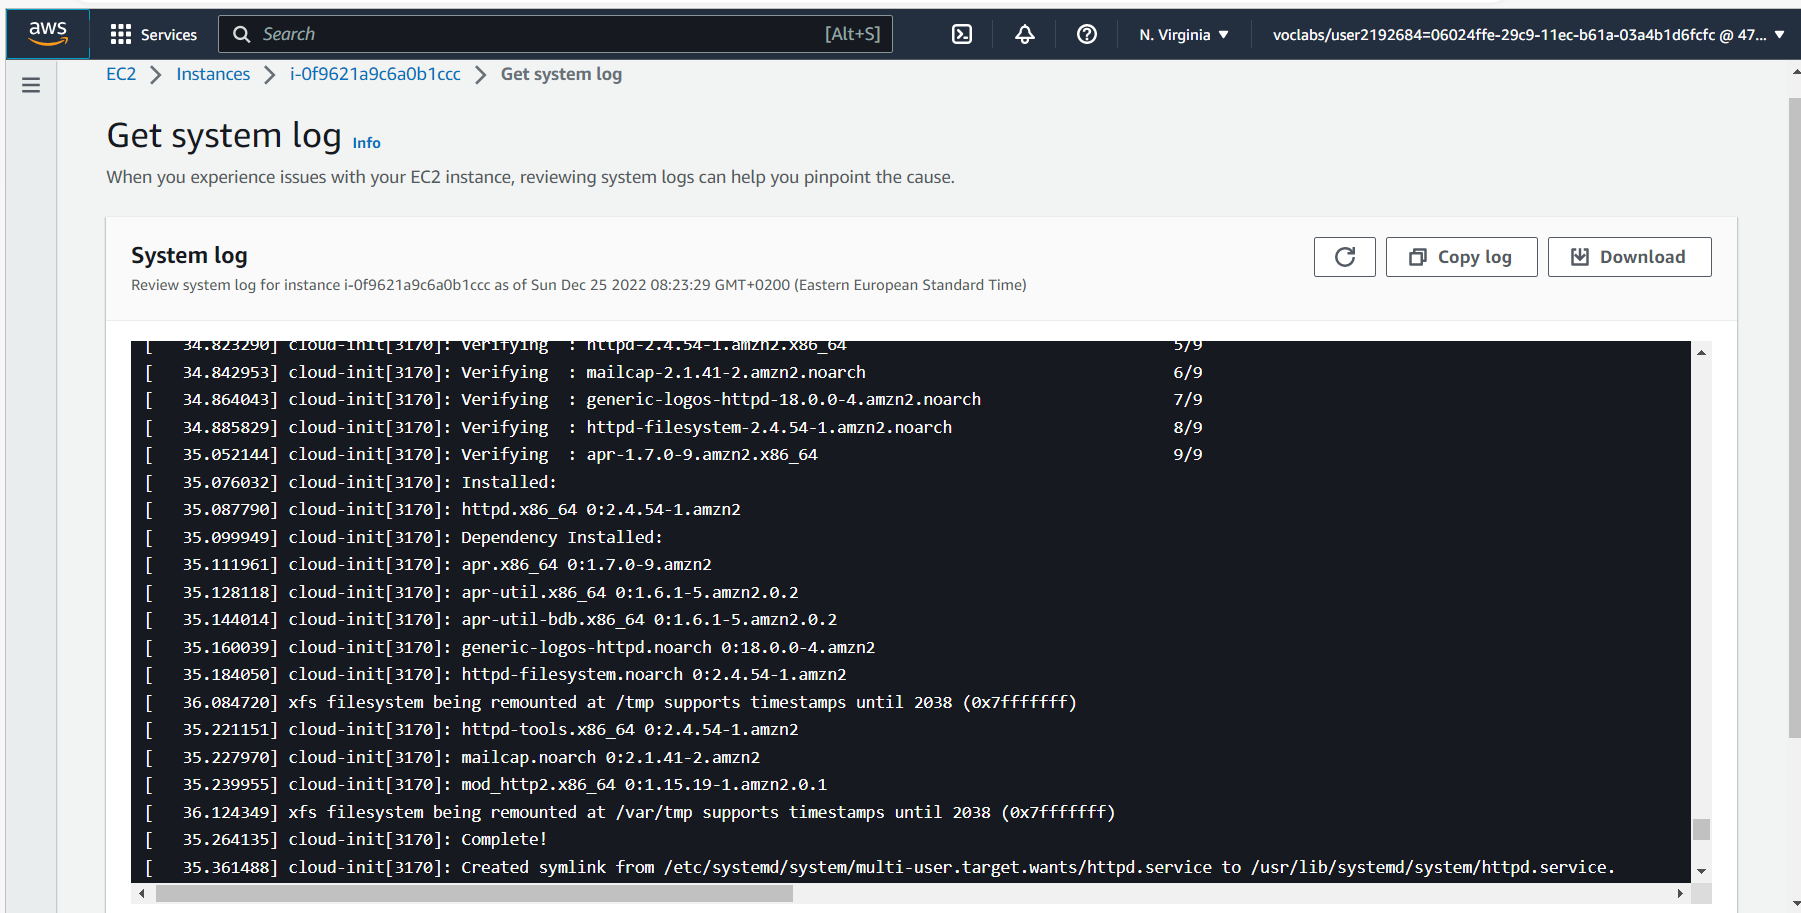 aws
Services
Search [Alt+S]
N. Virginia
voclabs/user2192684=06024ffe-29c9-11ec-b61a-03a4b1d6fcfc @ 47...
EC2 > Instances > i-0f9621a9c6a0b1ccc > Get system log
Get system log Info
When you experience issues with your EC2 instance, reviewing system logs can help you pinpoint the cause.
System log
Review system log for instance i-0f9621a9c6a0b1ccc as of Sun Dec 25 2022 08:23:29 GMT+0200 (Eastern European Standard Time)
Copy log
Download
[   34.823290] cloud-init[3170]: Verifying  : httpd-2.4.54-1.amzn2.x86_64 5/9
[   34.842953] cloud-init[3170]: Verifying  : mailcap-2.1.41-2.amzn2.noarch 6/9
[   34.864043] cloud-init[3170]: Verifying  : generic-logos-httpd-18.0.0-4.amzn2.noarch 7/9
[   34.885829] cloud-init[3170]: Verifying  : httpd-filesystem-2.4.54-1.amzn2.noarch 8/9
[   35.052144] cloud-init[3170]: Verifying  : apr-1.7.0-9.amzn2.x86_64 9/9
[   35.076032] cloud-init[3170]: Installed:
[   35.087790] cloud-init[3170]: httpd.x86_64 0:2.4.54-1.amzn2
[   35.099949] cloud-init[3170]: Dependency Installed:
[   35.111961] cloud-init[3170]: apr.x86_64 0:1.7.0-9.amzn2
[   35.128118] cloud-init[3170]: apr-util.x86_64 0:1.6.1-5.amzn2.0.2
[   35.144014] cloud-init[3170]: apr-util-bdb.x86_64 0:1.6.1-5.amzn2.0.2
[   35.160039] cloud-init[3170]: generic-logos-httpd.noarch 0:18.0.0-4.amzn2
[   35.184050] cloud-init[3170]: httpd-filesystem.noarch 0:2.4.54-1.amzn2
[   36.084720] xfs filesystem being remounted at /tmp supports timestamps until 2038 (0x7fffffff)
[   35.221151] cloud-init[3170]: httpd-tools.x86_64 0:2.4.54-1.amzn2
[   35.227970] cloud-init[3170]: mailcap.noarch 0:2.1.41-2.amzn2
[   35.239955] cloud-init[3170]: mod_http2.x86_64 0:1.15.19-1.amzn2.0.1
[   36.124349] xfs filesystem being remounted at /var/tmp supports timestamps until 2038 (0x7fffffff)
[   35.264135] cloud-init[3170]: Complete!
[   35.361488] cloud-init[3170]: Created symlink from /etc/systemd/system/multi-user.target.wants/httpd.service to /usr/lib/systemd/system/httpd.service.